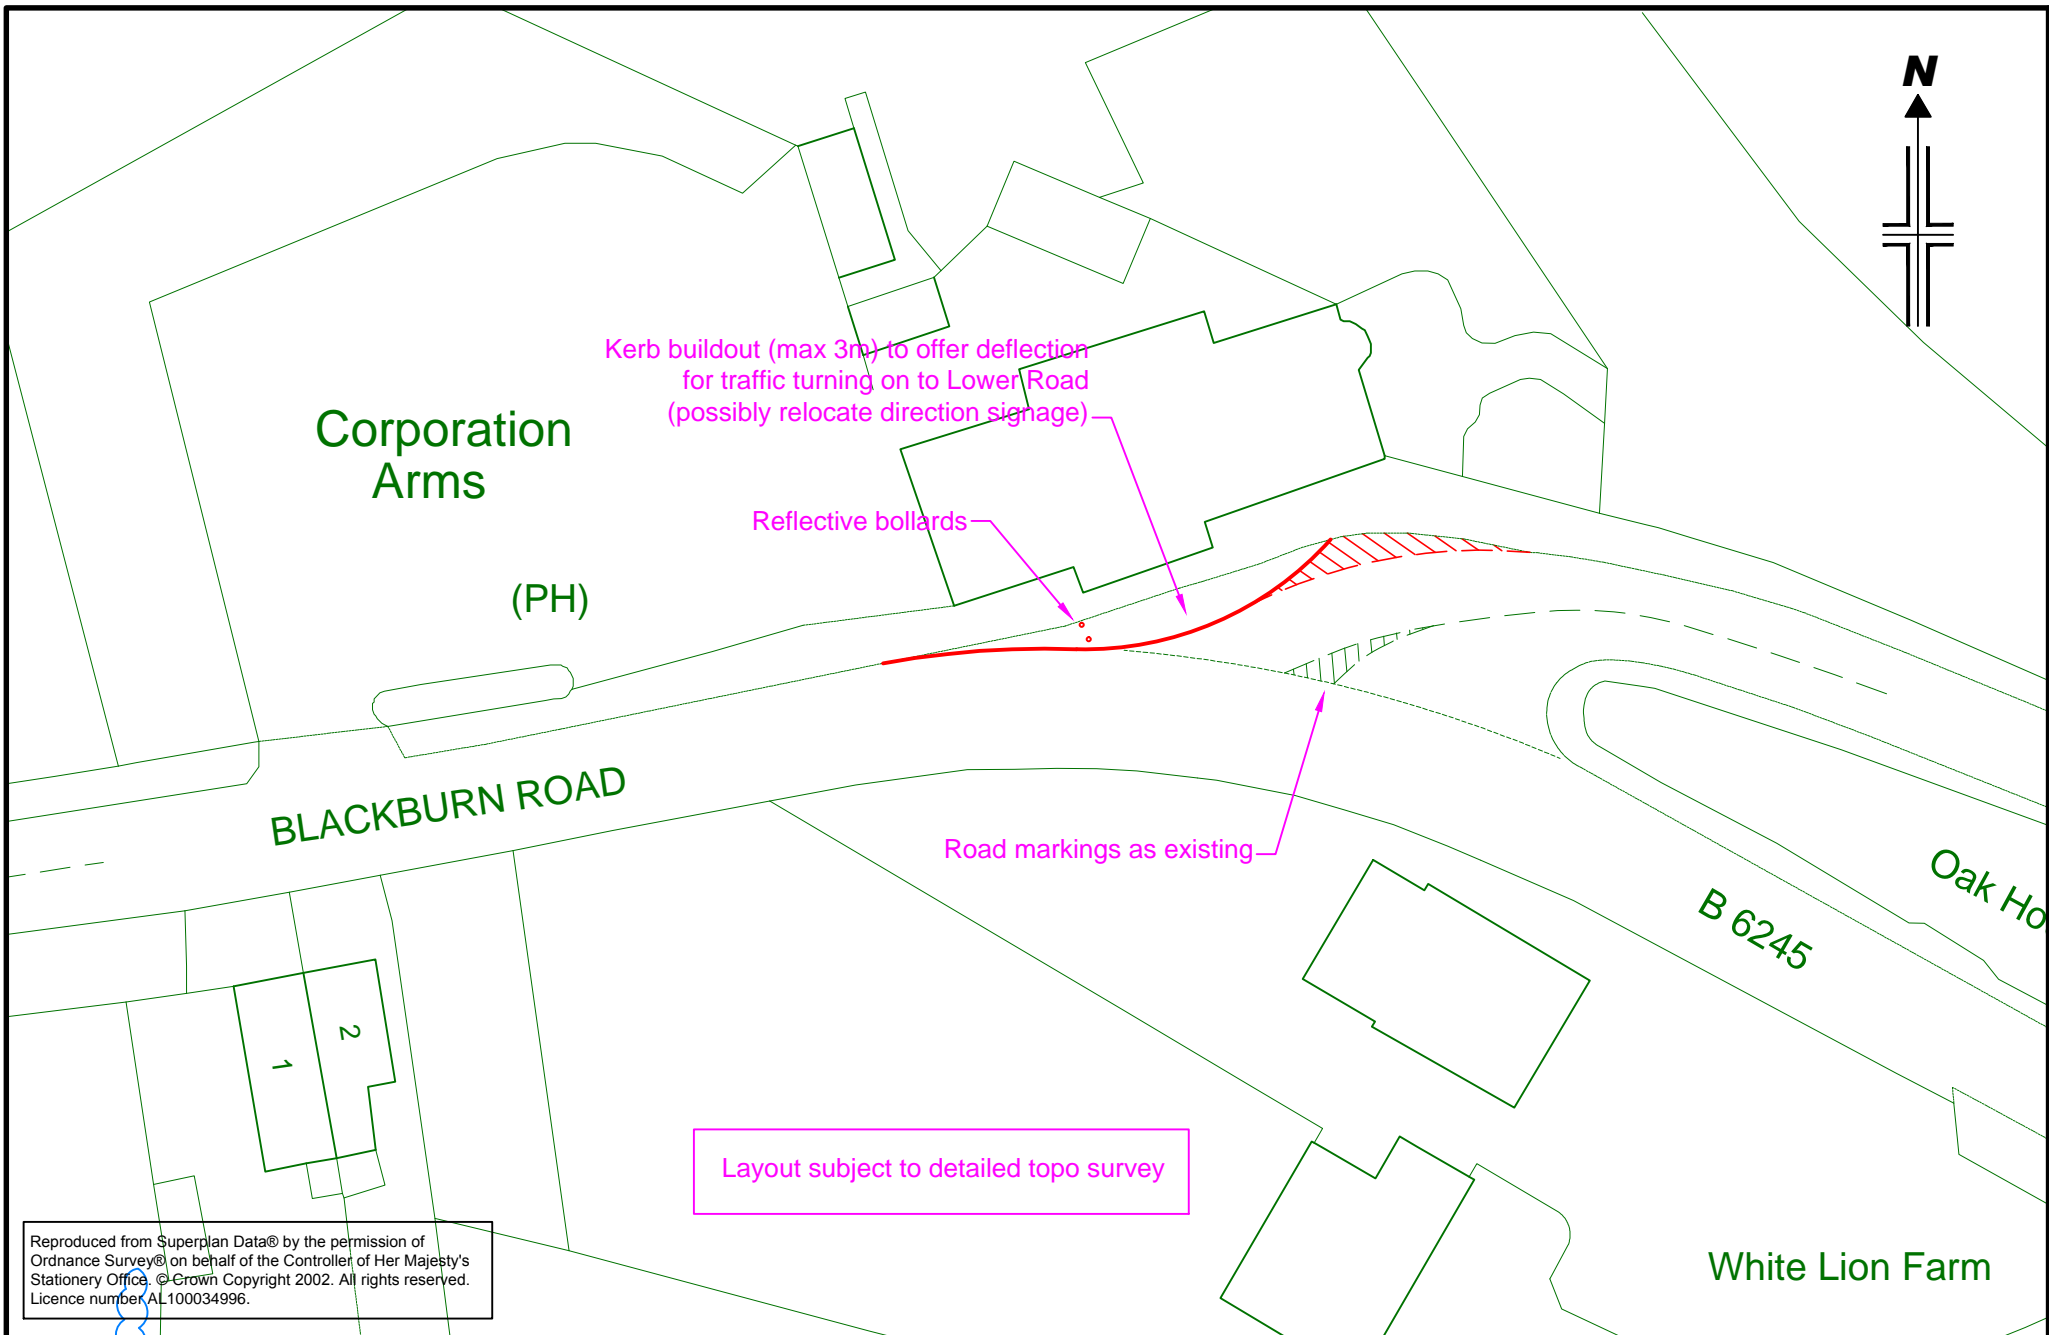 N
Kerb buildout (max 3m) to offer deflection
for traffic turning on to Lower Road
(possibly relocate direction signage)
Corporation
Arms
Reflective bollards
(PH)
BLACKBURN ROAD
Road markings as existing
Oak Ho
B 6245
2
1
Layout subject to detailed topo survey
White Lion Farm
Reproduced from Superplan Data® by the permission of
Ordnance Survey® on behalf of the Controller of Her Majesty's
Stationery Office. © Crown Copyright 2002. All rights reserved.
Licence number AL100034996.